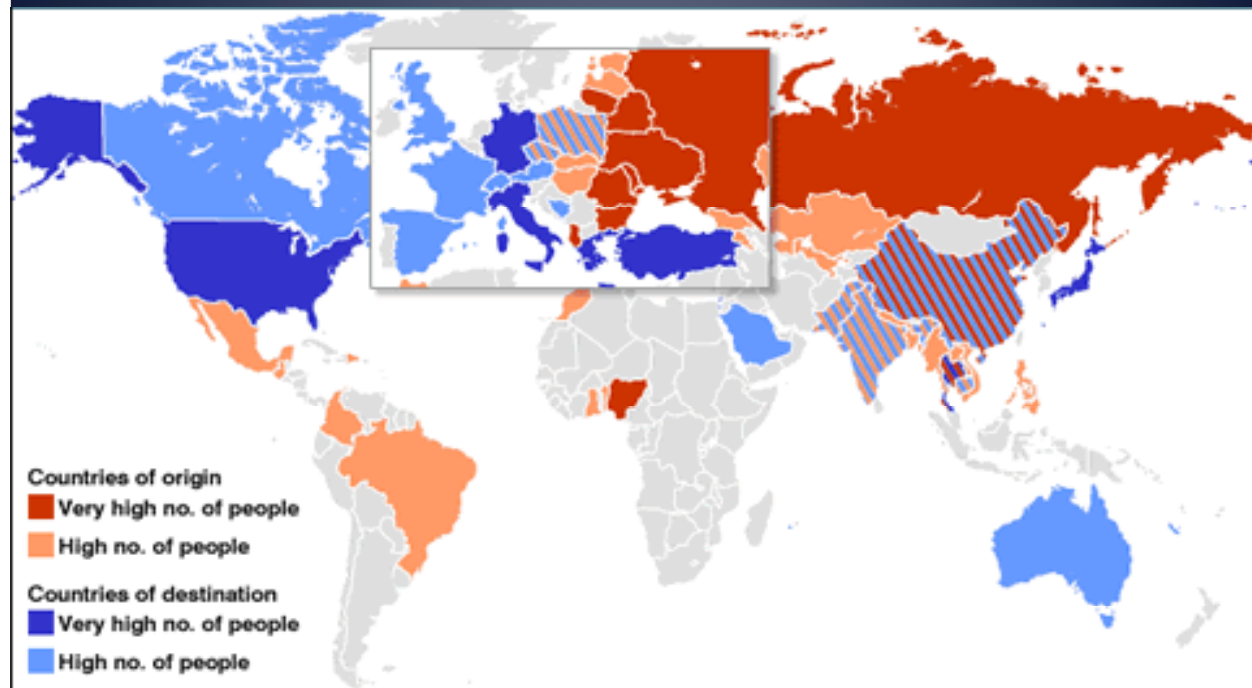 Countries of origin
Very high no. of people
High no. of people
Countries of destination
Very high no. of people
High no. of people